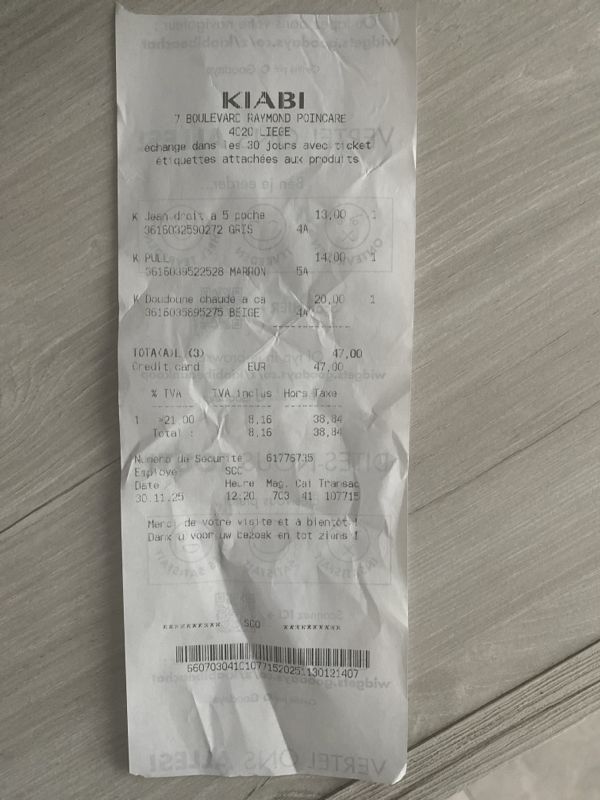 KIABI
7 BOULEVARD RAYMOND POINCARE
4020 LIEGE
echange dans les 30 jours avec ticket
étiquettes attachées aux produits
K Jean droit a 5 poche 13,00 1
3616032590272 GRIS 4A
K PULL 14,00 1
3616039522528 MARRON 5A
K Doudoune chaude a ca 20,00 1
3616035695275 BEIGE 4A
TOTA(A)L (3) 47,00
Credit card EUR 47,00
% TVA TVA inclus Hors Taxe
1 =21.00 8,16 38,84
Total : 8,16 38,84
Numero de Securite 61776735
Employe SCO
Date Heure Mag. Cai Transac
30.11.25 12.20 703 41 107715
Merci de votre visite et à bientôt !
Dank u voor uw bezoek en tot ziens !
********** SCO **********